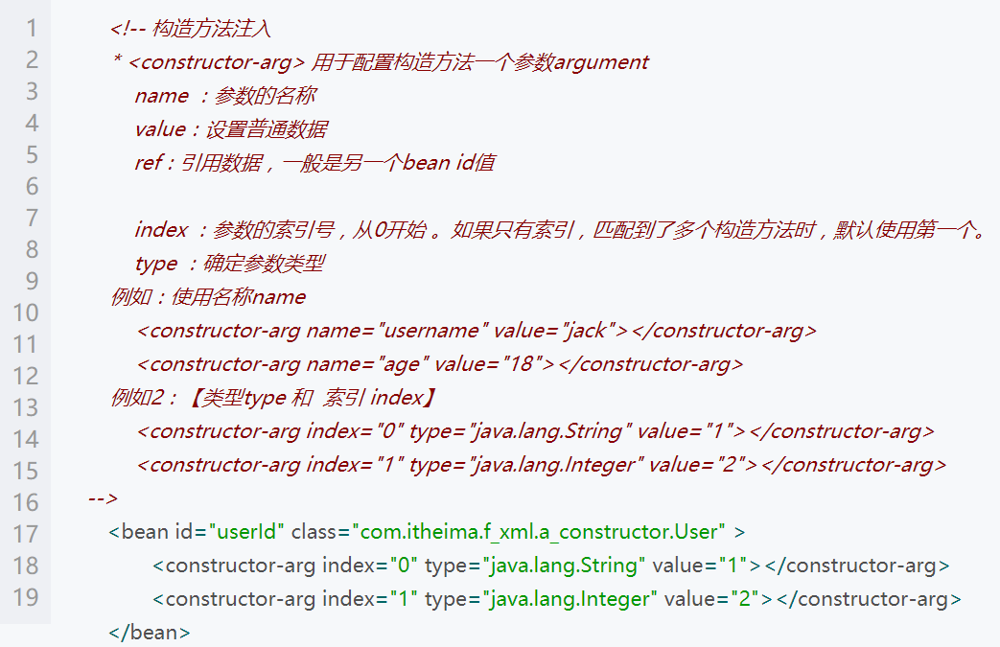 1 <!-- 构造方法注入
2 * <constructor-arg> 用于配置构造方法一个参数argument
3 name ：参数的名称
4 value：设置普通数据
5 ref：引用数据，一般是另一个bean id值
6
7 index ：参数的索引号，从0开始 。如果只有索引，匹配到了多个构造方法时，默认使用第一个。
8 type ：确定参数类型
9 例如：使用名称name
10 <constructor-arg name="username" value="jack"></constructor-arg>
11 <constructor-arg name="age" value="18"></constructor-arg>
12 例如2：【类型type 和 索引 index】
13 <constructor-arg index="0" type="java.lang.String" value="1"></constructor-arg>
14 <constructor-arg index="1" type="java.lang.Integer" value="2"></constructor-arg>
15 -->
16 <bean id="userId" class="com.itheima.f_xml.a_constructor.User" >
17 <constructor-arg index="0" type="java.lang.String" value="1"></constructor-arg>
18 <constructor-arg index="1" type="java.lang.Integer" value="2"></constructor-arg>
19 </bean>